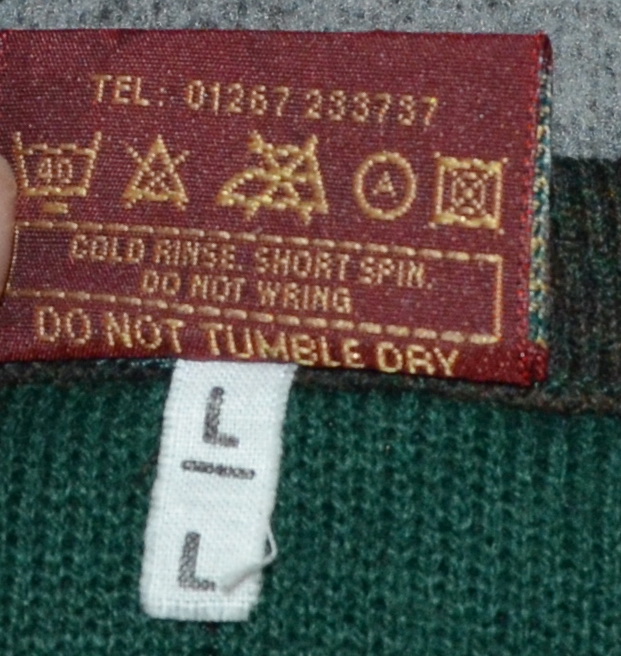 TEL: 01267 233737
40
A
COLD RINSE. SHORT SPIN.
DO NOT WRING
DO NOT TUMBLE DRY
L
L